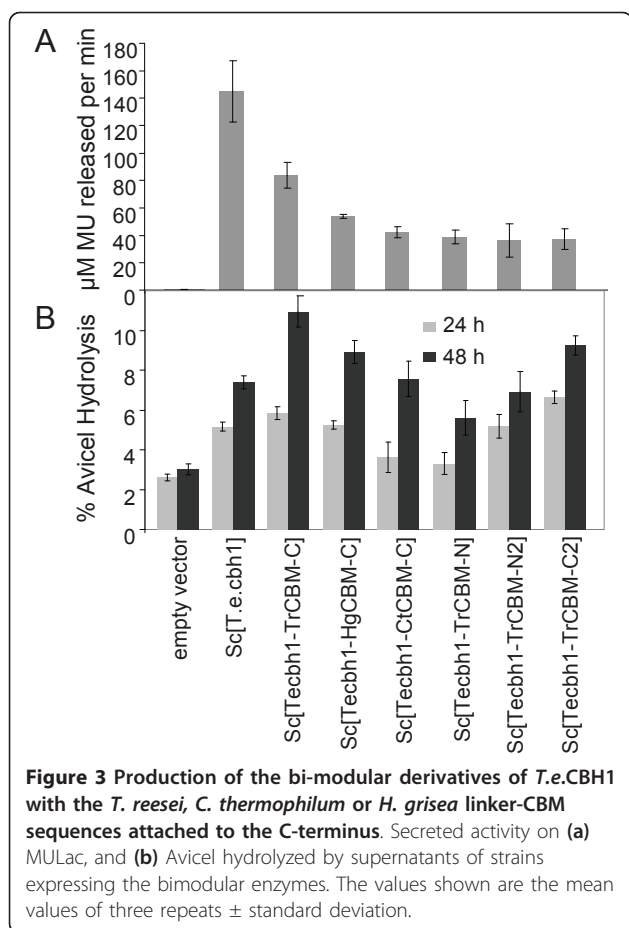 A
µM MU released per min
180
160
140
120
100
80
60
40
20
0
B
% Avicel Hydrolysis
10
8
6
4
2
0
24 h
48 h
empty vector
Sc[T.e.cbh1]
Sc[Tecbh1-TrCBM-C]
Sc[Tecbh1-HgCBM-C]
Sc[Tecbh1-CtCBM-C]
Sc[Tecbh1-TrCBM-N]
Sc[Tecbh1-TrCBM-N2]
Sc[Tecbh1-TrCBM-C2]
Figure 3 Production of the bi-modular derivatives of T.e.CBH1
with the T. reesei, C. thermophilum or H. grisea linker-CBM
sequences attached to the C-terminus. Secreted activity on (a)
MULac, and (b) Avicel hydrolyzed by supernatants of strains
expressing the bimodular enzymes. The values shown are the mean
values of three repeats ± standard deviation.